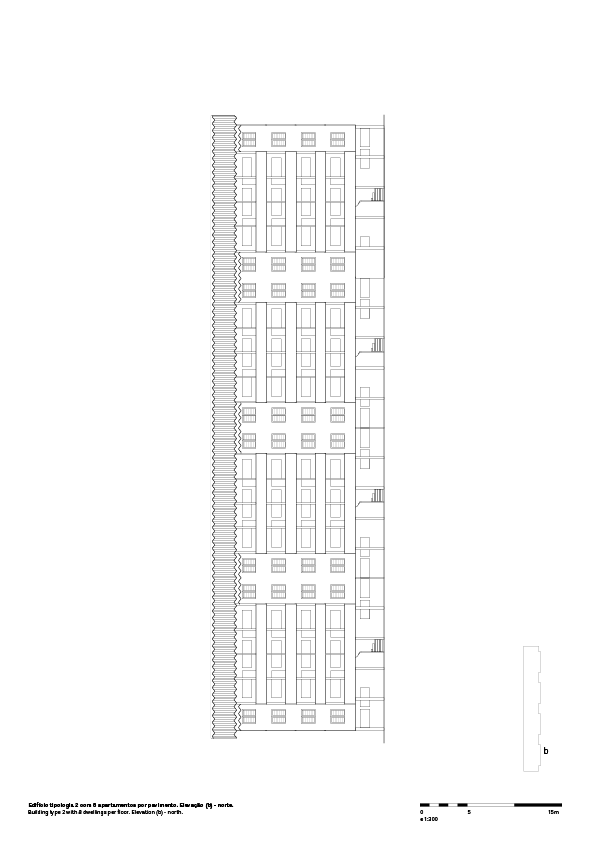 b
Edifício tipologia 2 com 8 apartamentos por pavimento. Elevação (b) - norte.
Building type 2 with 8 dwellings per floor. Elevation (b) - north.
0 5 15m
e 1:300